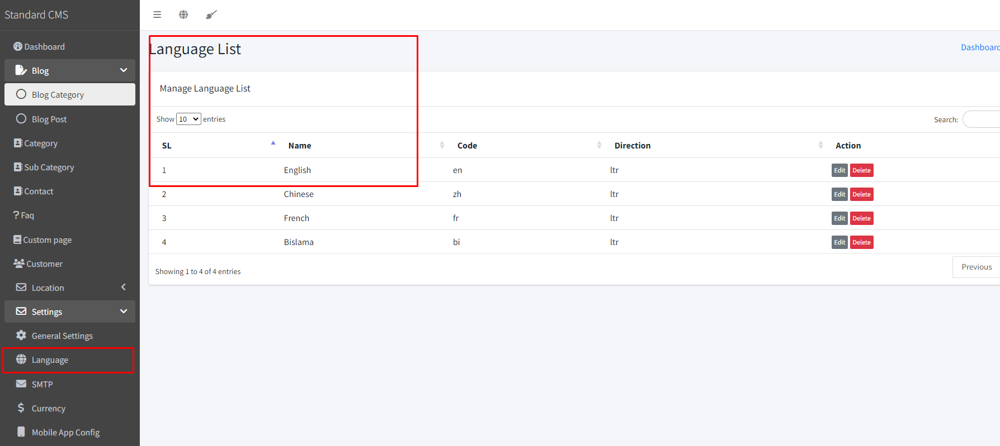 Standard CMS
Dashboard
Blog
Blog Category
Blog Post
Category
Sub Category
Contact
? Faq
Custom page
Customer
Location
Settings
General Settings
Language
SMTP
$ Currency
Mobile App Config
Language List
Dashboard
Manage Language List
Show 10 entries
Search:
SL Name Code Direction Action
1 English en ltr Edit Delete
2 Chinese zh ltr Edit Delete
3 French fr ltr Edit Delete
4 Bislama bi ltr Edit Delete
Showing 1 to 4 of 4 entries
Previous